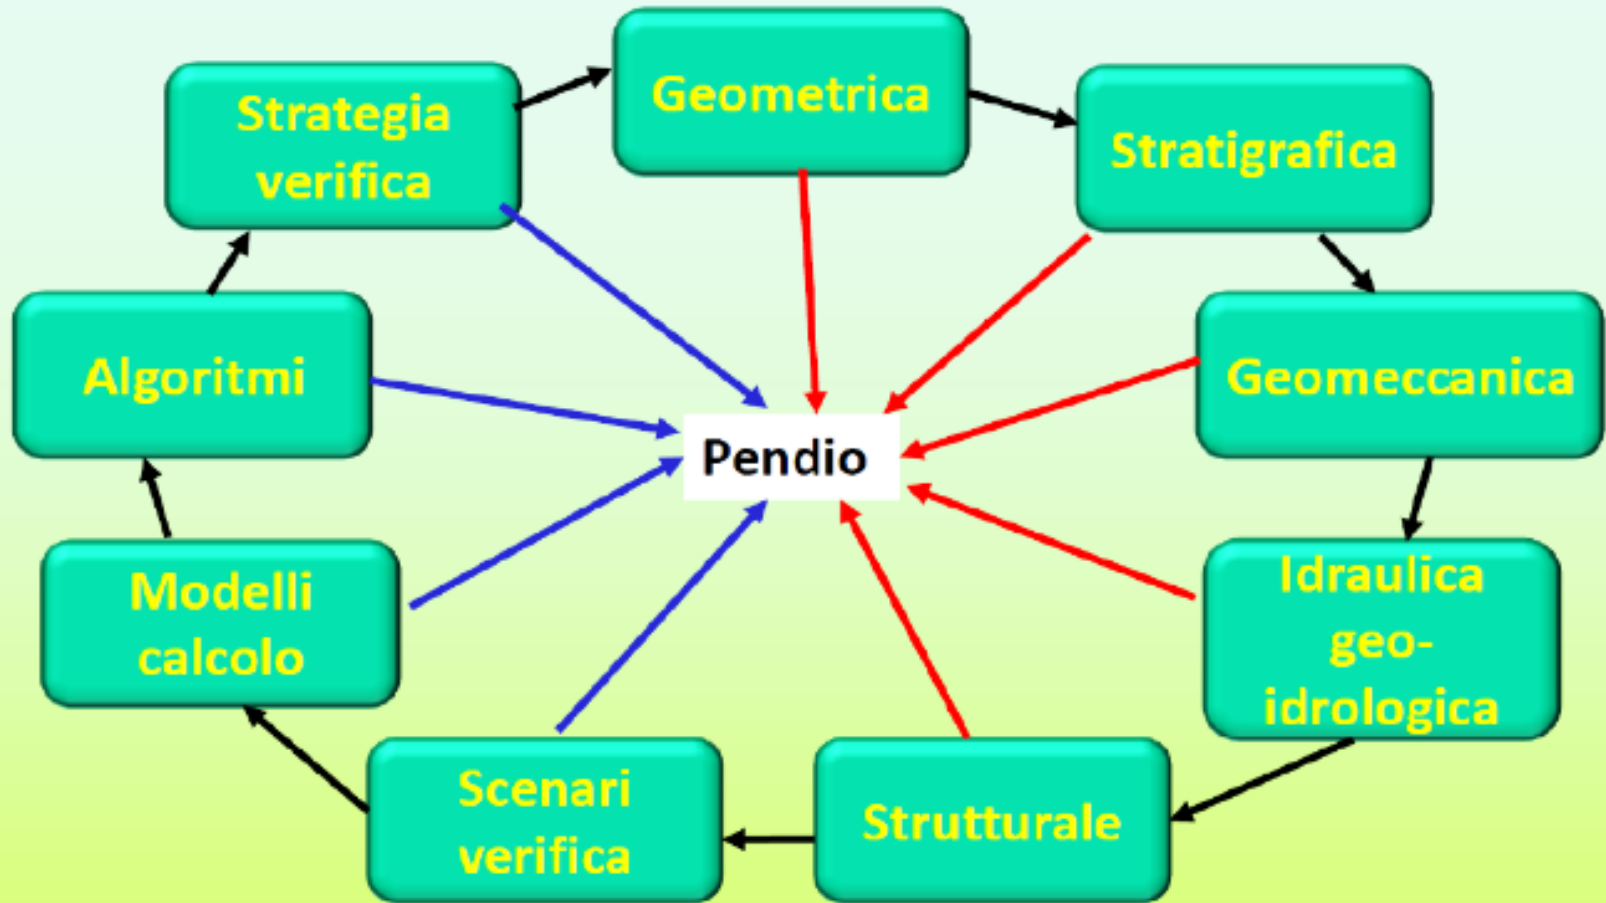 Geometrica
Strategia
verifica
Stratigrafica
Algoritmi
Geomeccanica
Pendio
Modelli
calcolo
Idraulica
geo-
idrologica
Scenari
verifica
Strutturale